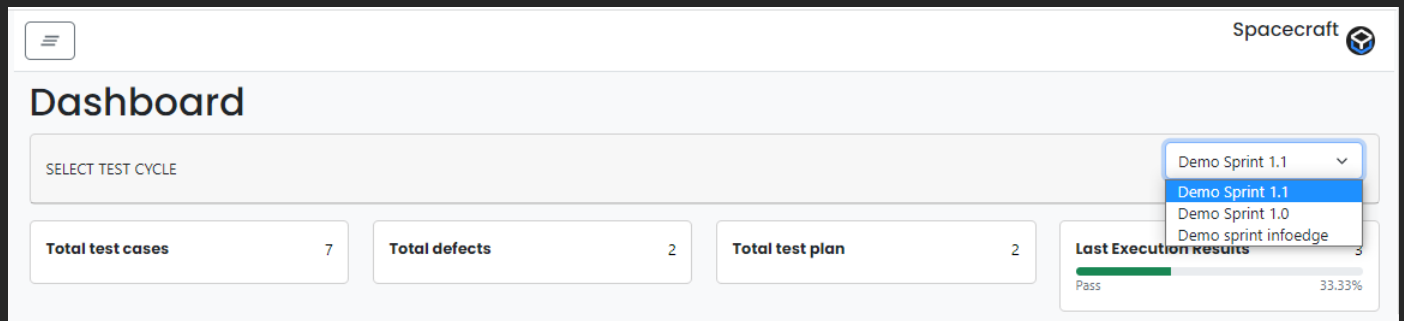 Spacecraft
Dashboard
SELECT TEST CYCLE
Demo Sprint 1.1
Demo Sprint 1.1
Demo Sprint 1.0
Demo sprint infoedge
Total test cases 7
Total defects 2
Total test plan 2
Last Execution Results 3
Pass 33.33%